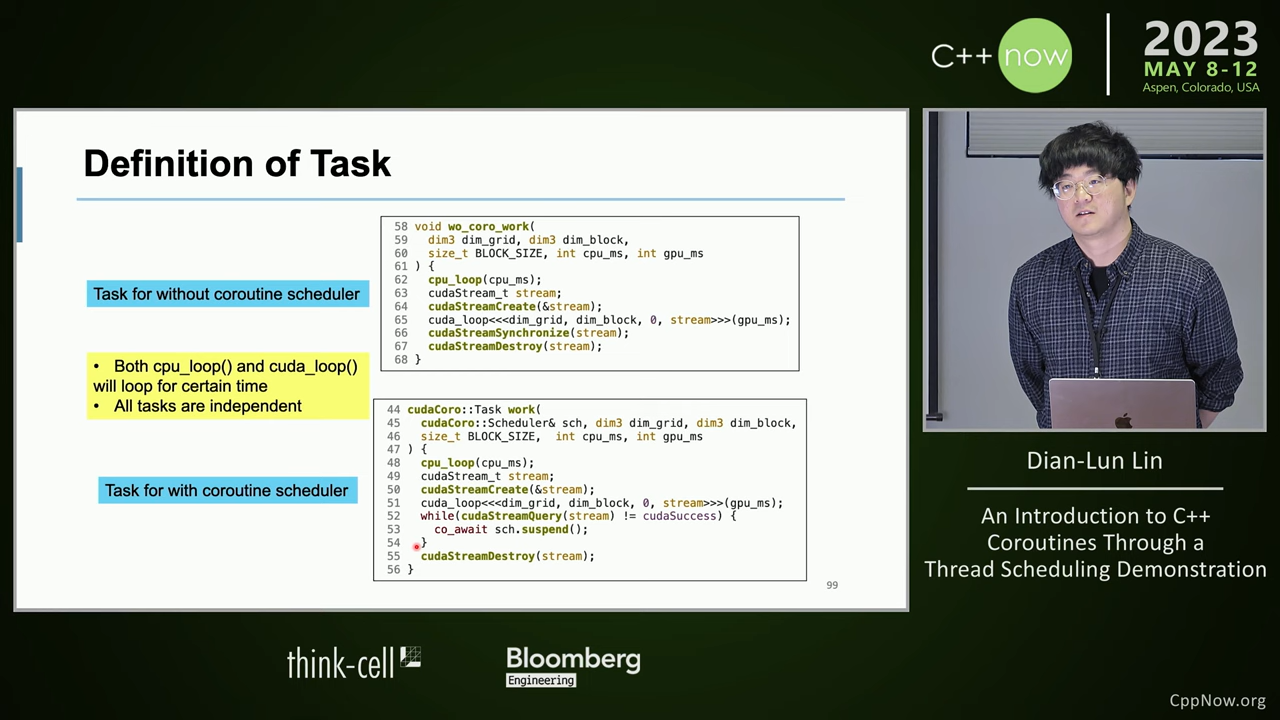 C++ now
2023
MAY 8-12
Aspen, Colorado, USA
Definition of Task
Task for without coroutine scheduler
• Both cpu_loop() and cuda_loop()
will loop for certain time
• All tasks are independent
Task for with coroutine scheduler
58 void wo_coro_work(
59   dim3 dim_grid, dim3 dim_block,
60   size_t BLOCK_SIZE, int cpu_ms, int gpu_ms
61 ) {
62   cpu_loop(cpu_ms);
63   cudaStream_t stream;
64   cudaStreamCreate(&stream);
65   cuda_loop<<<dim_grid, dim_block, 0, stream>>>(gpu_ms);
66   cudaStreamSynchronize(stream);
67   cudaStreamDestroy(stream);
68 }
44 cudaCoro::Task work(
45   cudaCoro::Scheduler& sch, dim3 dim_grid, dim3 dim_block,
46   size_t BLOCK_SIZE,  int cpu_ms, int gpu_ms
47 ) {
48   cpu_loop(cpu_ms);
49   cudaStream_t stream;
50   cudaStreamCreate(&stream);
51   cuda_loop<<<dim_grid, dim_block, 0, stream>>>(gpu_ms);
52   while(cudaStreamQuery(stream) != cudaSuccess) {
53     co_await sch.suspend();
54   }
55   cudaStreamDestroy(stream);
56 }
99
Dian-Lun Lin
An Introduction to C++
Coroutines Through a
Thread Scheduling Demonstration
think-cell
Bloomberg
Engineering
CppNow.org